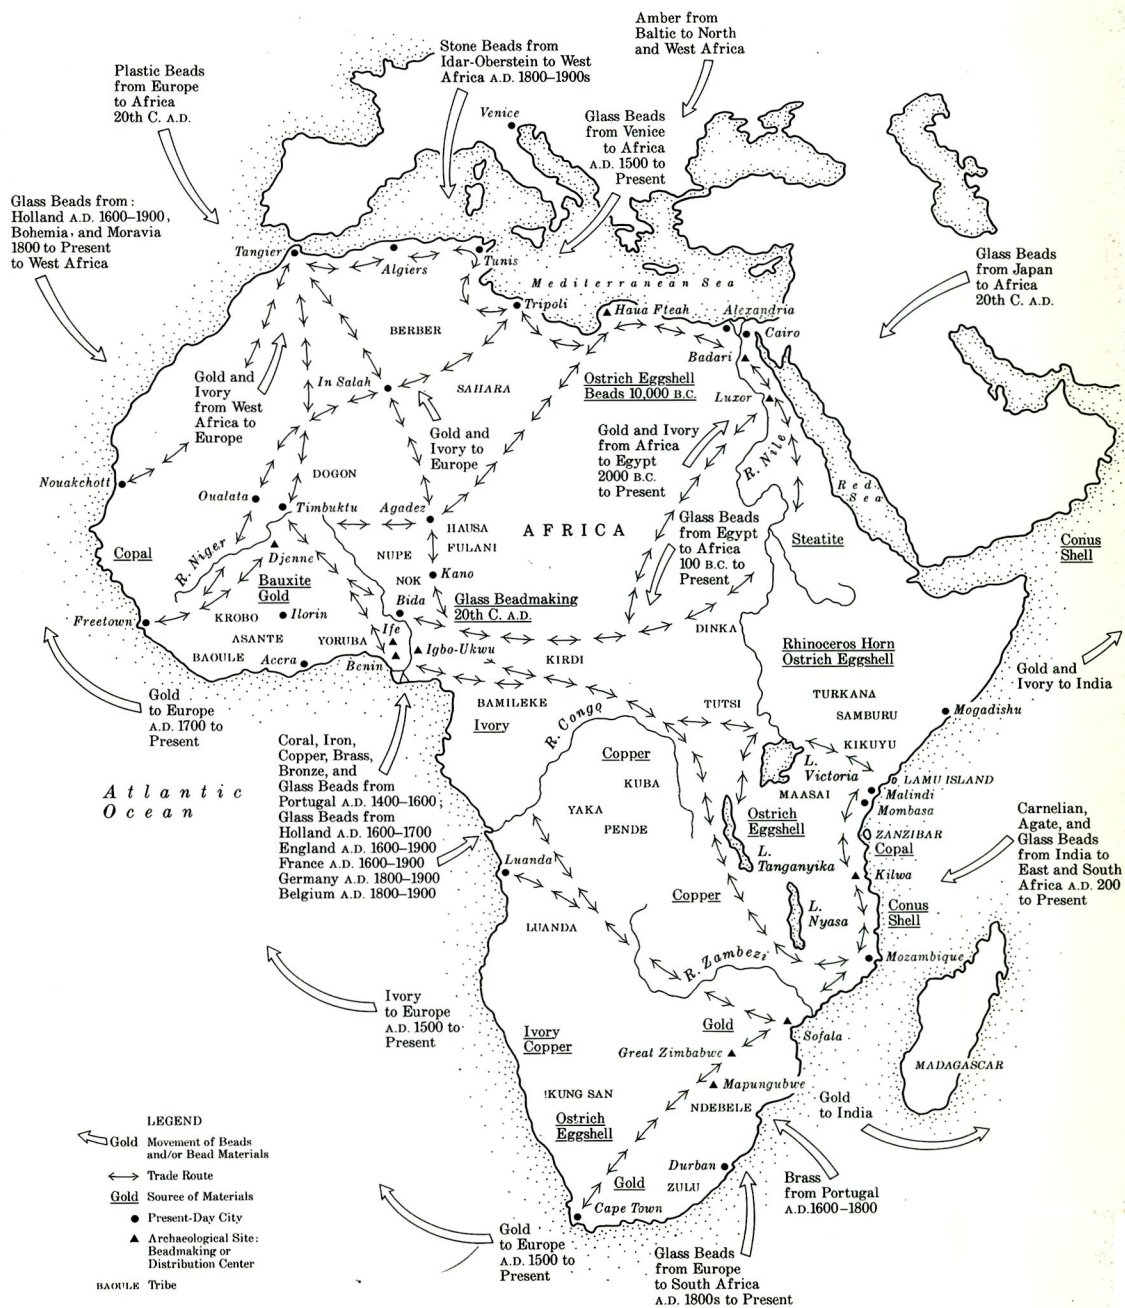 Amber from
Baltic to North
and West Africa
Stone Beads from
Idar-Oberstein to West
Africa A.D. 1800–1900s
Plastic Beads
from Europe
to Africa
20th C. A.D.
Venice
Glass Beads
from Venice
to Africa
A.D. 1500 to
Present
Glass Beads from:
Holland A.D. 1600–1900,
Bohemia, and Moravia
1800 to Present
to West Africa
Tangier
Algiers
Tunis
Mediterranean Sea
Glass Beads
from Japan
to Africa
20th C. A.D.
Tripoli
Haua Fteah
Alexandria
Cairo
BERBER
Badari
In Salah
SAHARA
Ostrich Eggshell
Beads 10,000 B.C.
Luxor
Gold and
Ivory
from West
Africa to
Europe
Gold and
Ivory to
Europe
Gold and Ivory
from Africa
to Egypt
2000 B.C.
to Present
R. Nile
Red
Sea
Nouakchott
DOGON
Oualata
Timbuktu
Agadez
HAUSA
FULANI
AFRICA
Glass Beads
from Egypt
to Africa
100 B.C. to
Present
Steatite
Conus
Shell
Copal
R. Niger
Djenne
NUPE
Bauxite
Gold
NOK
Kano
Bida
Glass Beadmaking
20th C. A.D.
Freetown
KROBO
Ilorin
Ife
ASANTE
YORUBA
Igbo-Ukwu
BAOULE
Accra
Benin
KIRDI
DINKA
Rhinoceros Horn
Ostrich Eggshell
Gold and
Ivory to India
Gold
to Europe
A.D. 1700 to
Present
BAMILEKE
Ivory
R. Congo
TUTSI
TURKANA
SAMBURU
Mogadishu
KIKUYU
Coral, Iron,
Copper, Brass,
Bronze, and
Glass Beads from
Portugal A.D. 1400–1600;
Glass Beads from
Holland A.D. 1600–1700
England A.D. 1600–1900
France A.D. 1600–1900
Germany A.D. 1800–1900
Belgium A.D. 1800–1900
Copper
KUBA
L.
Victoria
MAASAI
LAMU ISLAND
Malindi
Mombasa
Atlantic
Ocean
YAKA
PENDE
Ostrich
Eggshell
ZANZIBAR
Copal
Carnelian,
Agate, and
Glass Beads
from India to
East and South
Africa A.D. 200
to Present
Luanda
L.
Tanganyika
Kilwa
Copper
L.
Nyasa
Conus
Shell
LUANDA
R. Zambezi
Mozambique
Ivory
to Europe
A.D. 1500 to
Present
Ivory
Copper
Gold
Sofala
Great Zimbabwe
Mapungubwe
MADAGASCAR
!KUNG SAN
NDEBELE
Gold
to India
Ostrich
Eggshell
Durban
ZULU
Gold
Cape Town
Brass
from Portugal
A.D.1600–1800
Gold
to Europe
A.D. 1500 to
Present
Glass Beads
from Europe
to South Africa
A.D. 1800s to Present
LEGEND
Gold Movement of Beads
and/or Bead Materials
Trade Route
Gold Source of Materials
Present-Day City
Archaeological Site:
Beadmaking or
Distribution Center
BAOULE Tribe